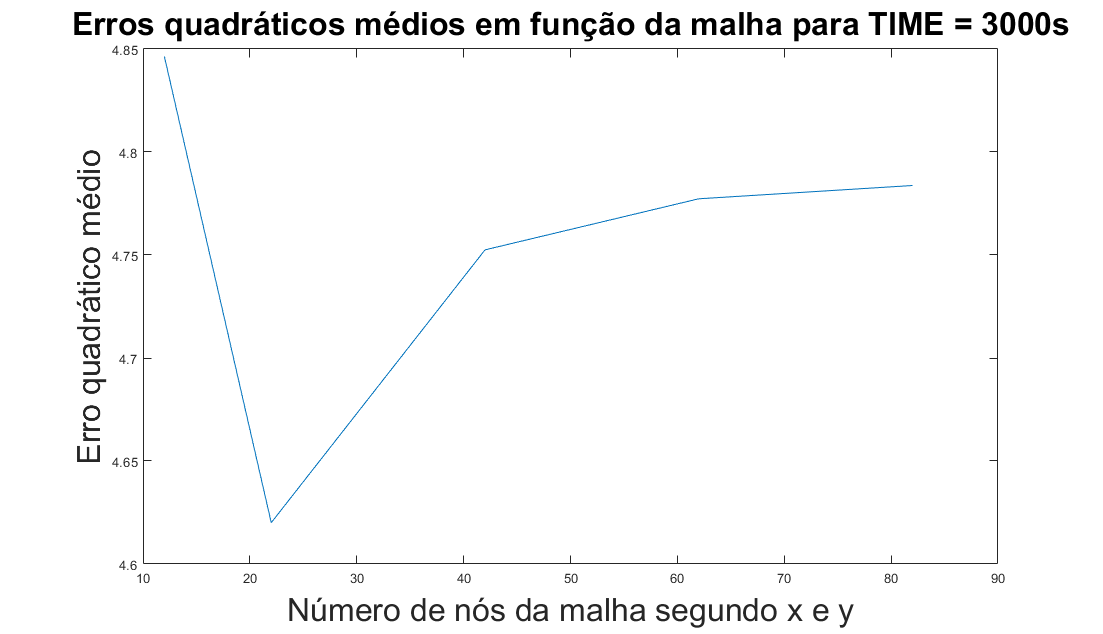 Erros quadráticos médios em função da malha para TIME = 3000s
4.85
4.8
4.75
4.7
4.65
4.6
Erro quadrático médio
10 20 30 40 50 60 70 80 90
Número de nós da malha segundo x e y